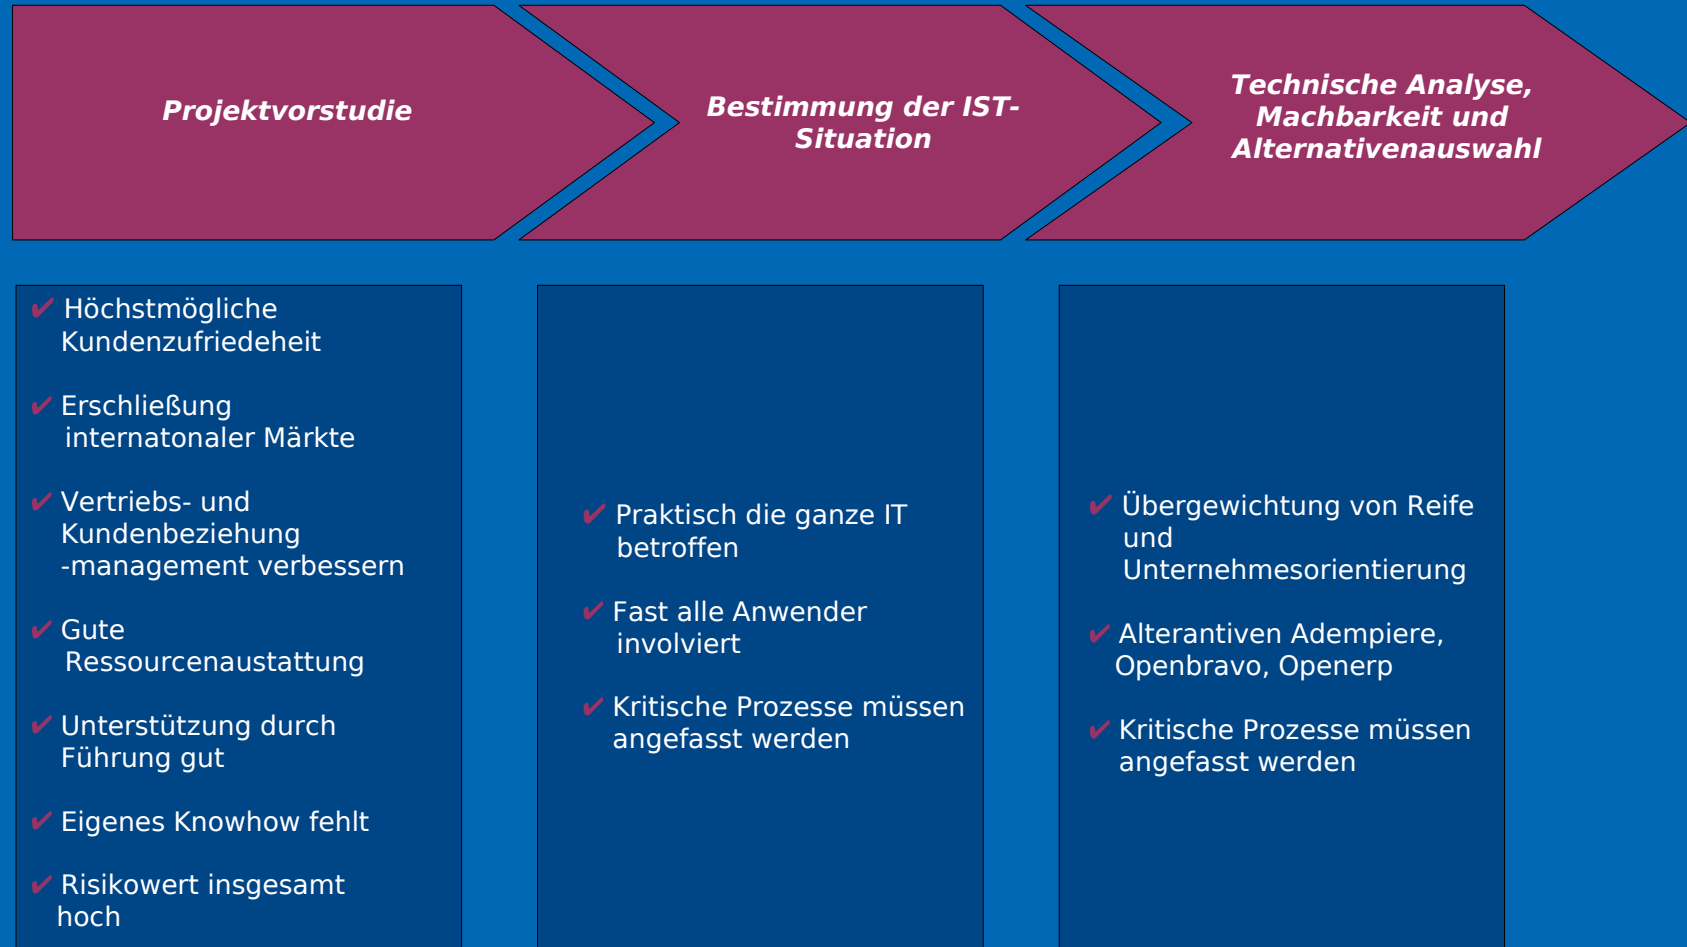 Projektvorstudie
Bestimmung der IST-
Situation
Technische Analyse,
Machbarkeit und
Alternativenauswahl
✔ Höchstmögliche
Kundenzufriedeheit
✔ Erschließung
internatonaler Märkte
✔ Vertriebs- und
Kundenbeziehung
-management verbessern
✔ Gute
Ressourcenaustattung
✔ Unterstützung durch
Führung gut
✔ Eigenes Knowhow fehlt
✔ Risikowert insgesamt
hoch
✔ Praktisch die ganze IT
betroffen
✔ Fast alle Anwender
involviert
✔ Kritische Prozesse müssen
angefasst werden
✔ Übergewichtung von Reife
und
Unternehmesorientierung
✔ Alterantiven Adempiere,
Openbravo, Openerp
✔ Kritische Prozesse müssen
angefasst werden